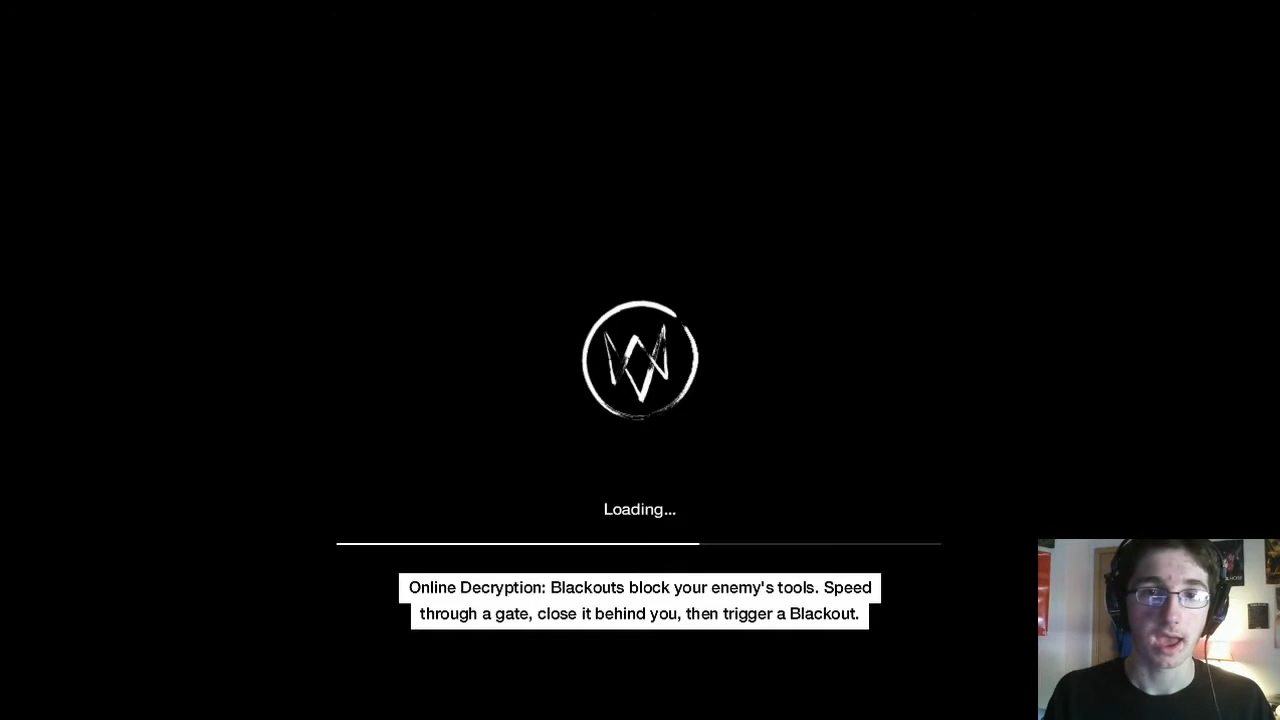 Loading...
Online Decryption: Blackouts block your enemy's tools. Speed
through a gate, close it behind you, then trigger a Blackout.